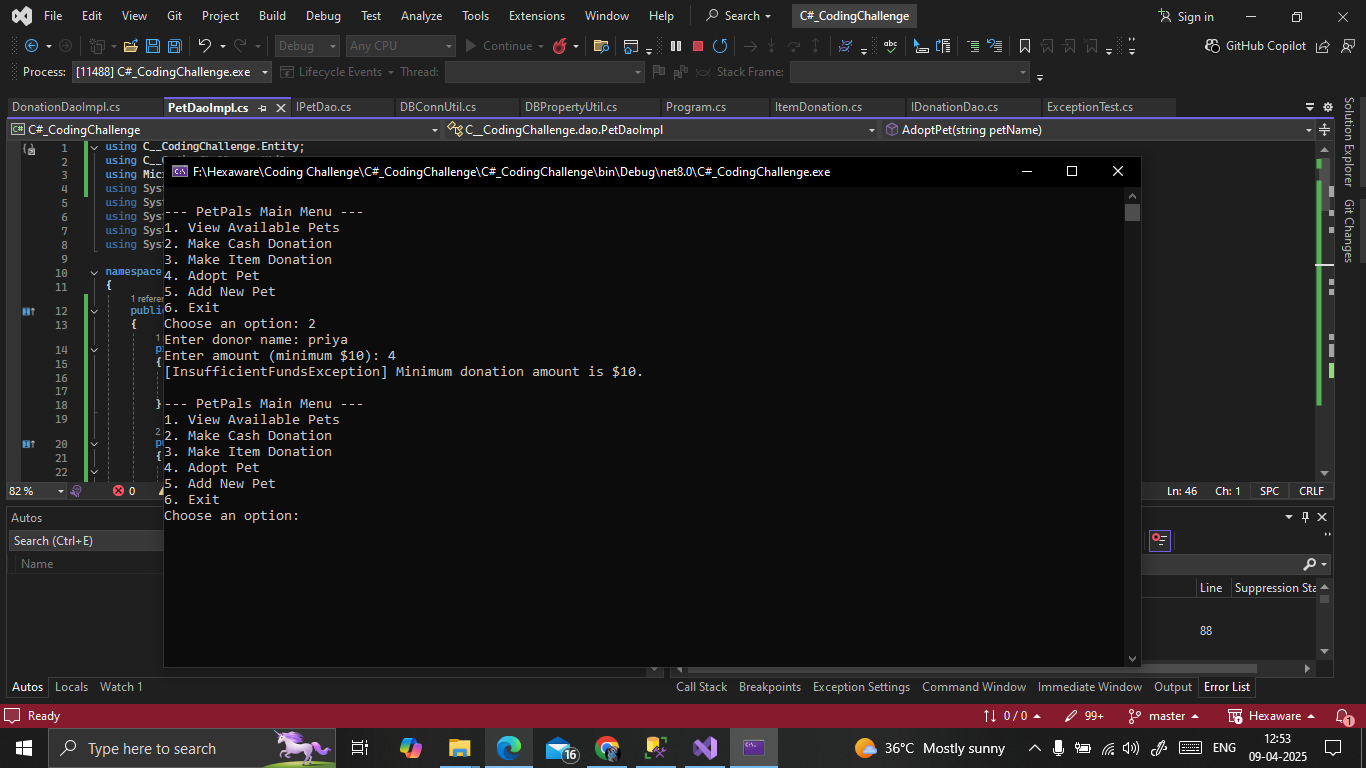 File Edit View Git Project Build Debug Test Analyze Tools Extensions Window Help Search C#_CodingChallenge Sign in
Debug Any CPU Continue GitHub Copilot
Process: [11488] C#_CodingChallenge.exe Lifecycle Events Thread: Stack Frame:
DonationDaoImpl.cs PetDaoImpl.cs IPetDao.cs DBConnUtil.cs DBPropertyUtil.cs Program.cs ItemDonation.cs IDonationDao.cs ExceptionTest.cs
C#_CodingChallenge C__CodingChallenge.dao.PetDaoImpl AdoptPet(string petName)
Solution Explorer
Git Changes
1 using C__CodingChallenge.Entity;
2 using C__
3 using Mic
4 using Sys
5 using Sys
6 using Sys
7 using Sys
8 using Sys
9
10 namespace
11 {
1 refere
12 publi
13 {
1
14 p
15 {
16
17
18 }
19
2
20 p
21 {
22
F:\Hexaware\Coding Challenge\C#_CodingChallenge\C#_CodingChallenge\bin\Debug\net8.0\C#_CodingChallenge.exe
--- PetPals Main Menu ---
1. View Available Pets
2. Make Cash Donation
3. Make Item Donation
4. Adopt Pet
5. Add New Pet
6. Exit
Choose an option: 2
Enter donor name: priya
Enter amount (minimum $10): 4
[InsufficientFundsException] Minimum donation amount is $10.
--- PetPals Main Menu ---
1. View Available Pets
2. Make Cash Donation
3. Make Item Donation
4. Adopt Pet
5. Add New Pet
6. Exit
Choose an option:
82 % 0 Ln: 46 Ch: 1 SPC CRLF
Autos
Search (Ctrl+E)
Name
Line Suppression Sta
88
Autos Locals Watch 1 Call Stack Breakpoints Exception Settings Command Window Immediate Window Output Error List
Ready 0 / 0 99+ master Hexaware 1
Type here to search 16 36°C Mostly sunny ENG 12:53
09-04-2025